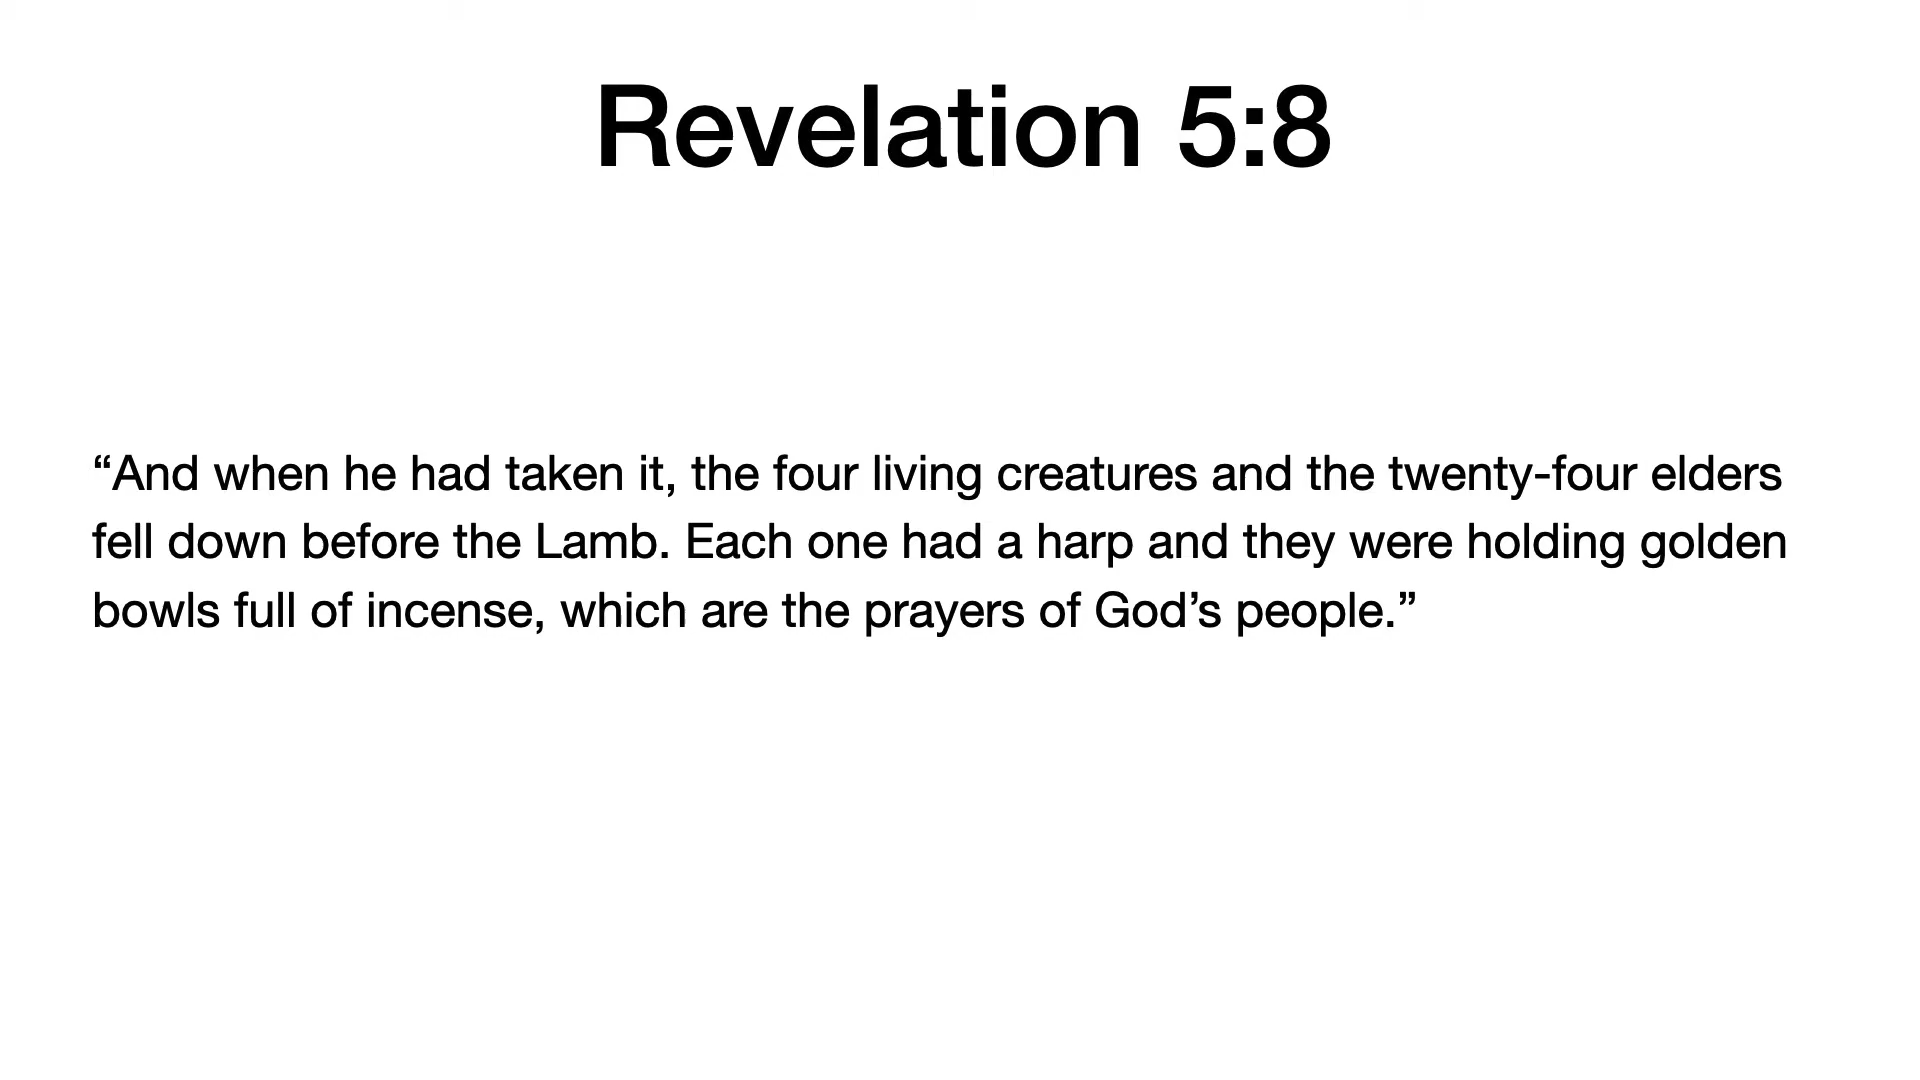 Revelation 5:8
“And when he had taken it, the four living creatures and the twenty-four elders
fell down before the Lamb. Each one had a harp and they were holding golden
bowls full of incense, which are the prayers of God’s people.”